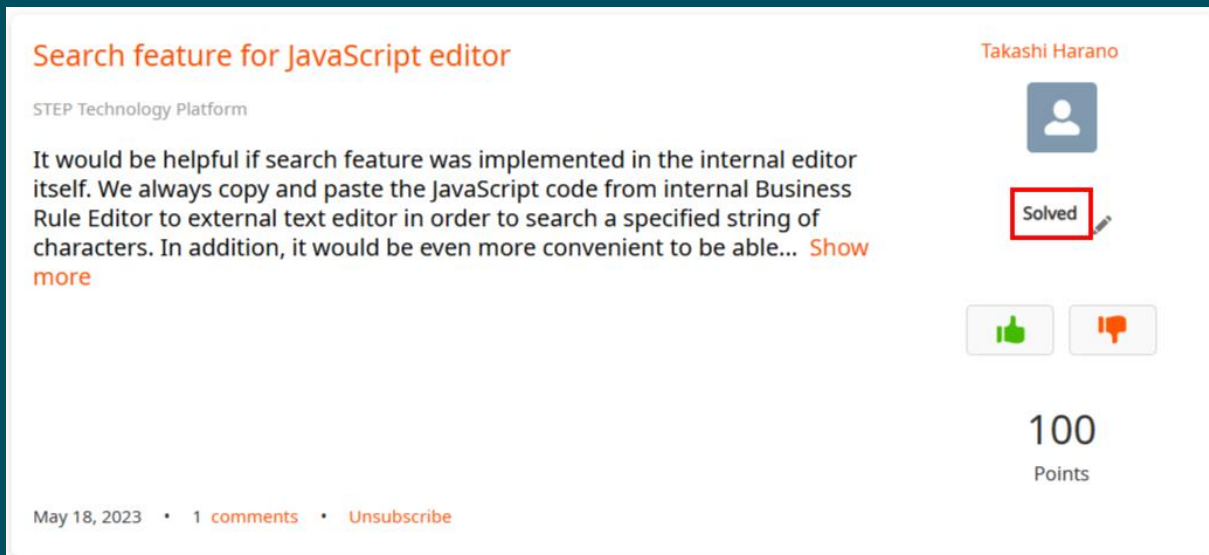 Search feature for JavaScript editor
STEP Technology Platform
It would be helpful if search feature was implemented in the internal editor
itself. We always copy and paste the JavaScript code from internal Business
Rule Editor to external text editor in order to search a specified string of
characters. In addition, it would be even more convenient to be able... Show
more
May 18, 2023 • 1 comments • Unsubscribe
Takashi Harano
Solved
100
Points